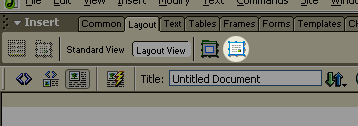 File Edit View Insert Modify Text Commands Site Window
Insert Common Layout Text Tables Frames Forms Templates
Standard View Layout View
Title: Untitled Document